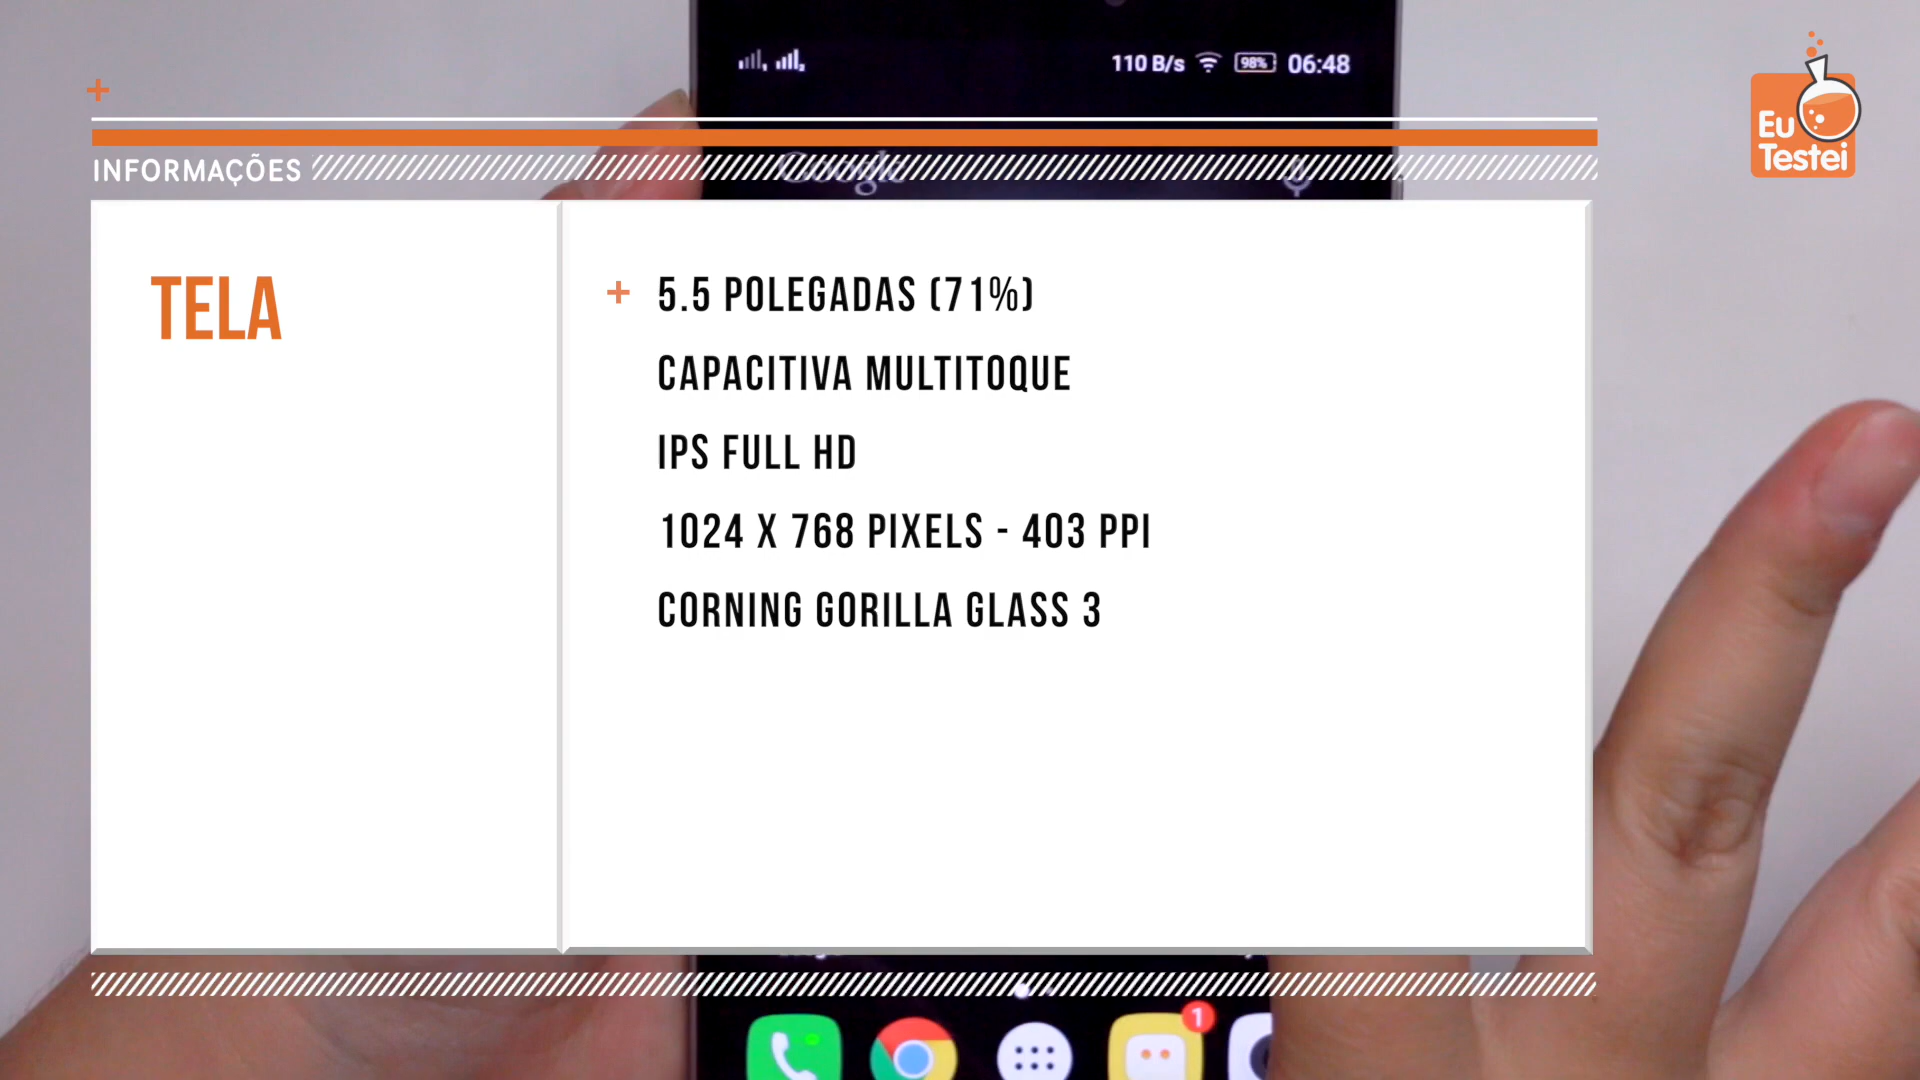 110 B/s 98% 06:48
Eu
Testei
INFORMAÇÕES
Google
TELA
5.5 POLEGADAS (71%)
CAPACITIVA MULTITOQUE
IPS FULL HD
1024 X 768 PIXELS - 403 PPI
CORNING GORILLA GLASS 3
1